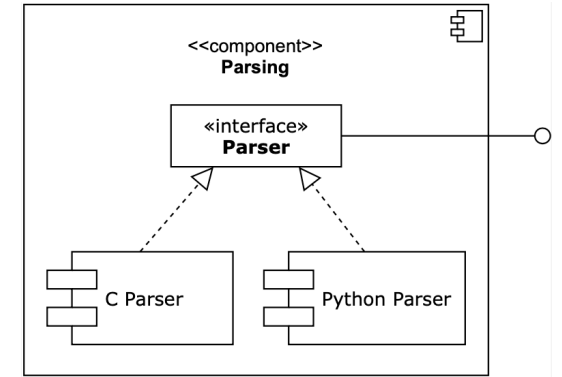 <<component>>
Parsing
«interface»
Parser
C Parser
Python Parser